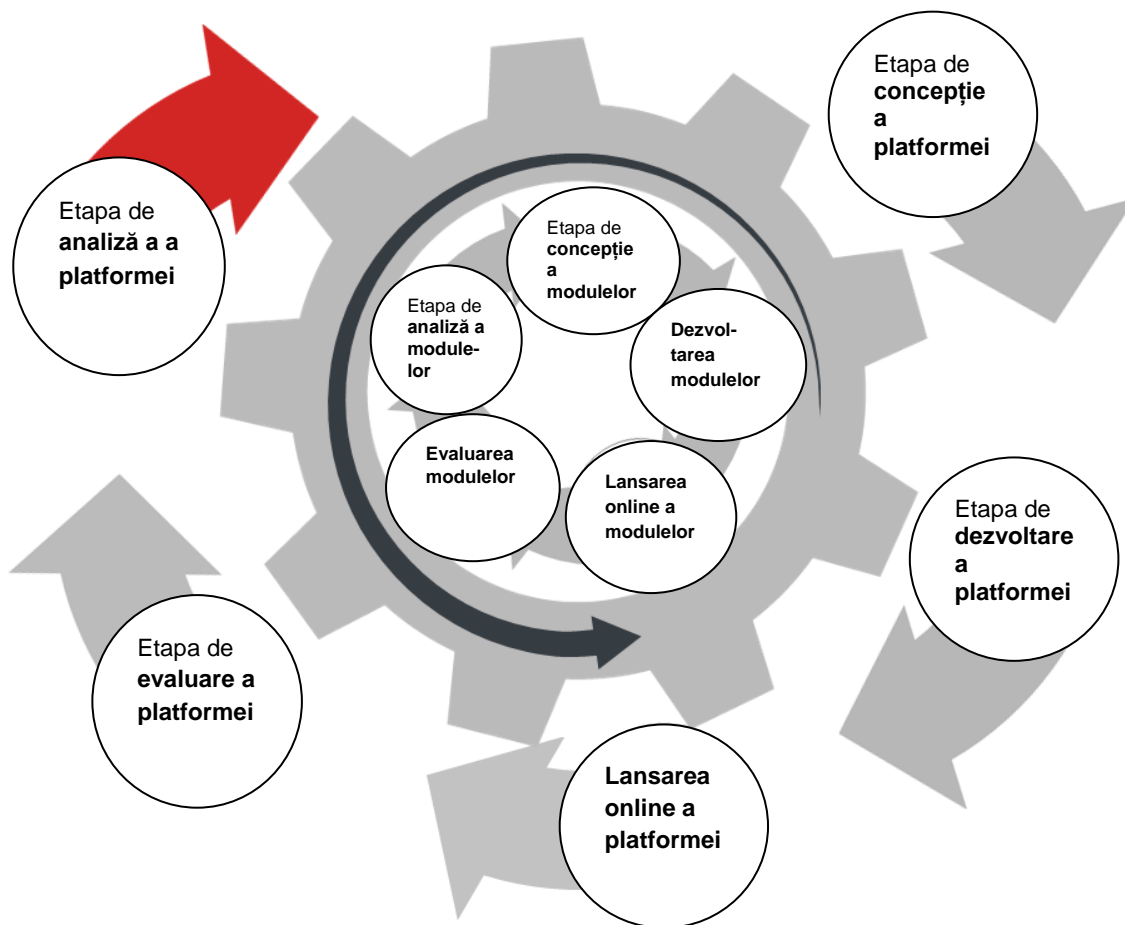 Etapa de
analiză a a
platformei
Etapa de
concepție
a
platformei
Etapa de
dezvoltare
a
platformei
Lansarea
online a
platformei
Etapa de
evaluare a
platformei
Etapa de
analiză a
module-
lor
Etapa de
concepție
a
modulelor
Dezvol-
tarea
modulelor
Lansarea
online a
modulelor
Evaluarea
modulelor